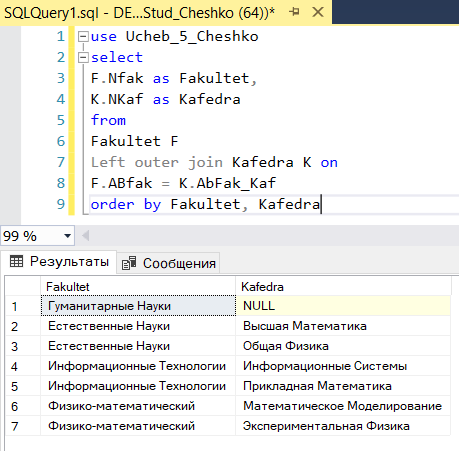 SQLQuery1.sql - DE...Stud_Cheshko (64))*
1 use Ucheb_5_Cheshko
2 select
3 F.Nfak as Fakultet,
4 K.NKaf as Kafedra
5 from
6 Fakultet F
7 Left outer join Kafedra K on
8 F.ABfak = K.AbFak_Kaf
9 order by Fakultet, Kafedra
99 %
Результаты Сообщения
Fakultet Kafedra
1 Гуманитарные Науки NULL
2 Естественные Науки Высшая Математика
3 Естественные Науки Общая Физика
4 Информационные Технологии Информационные Системы
5 Информационные Технологии Прикладная Математика
6 Физико-математический Математическое Моделирование
7 Физико-математический Экспериментальная Физика